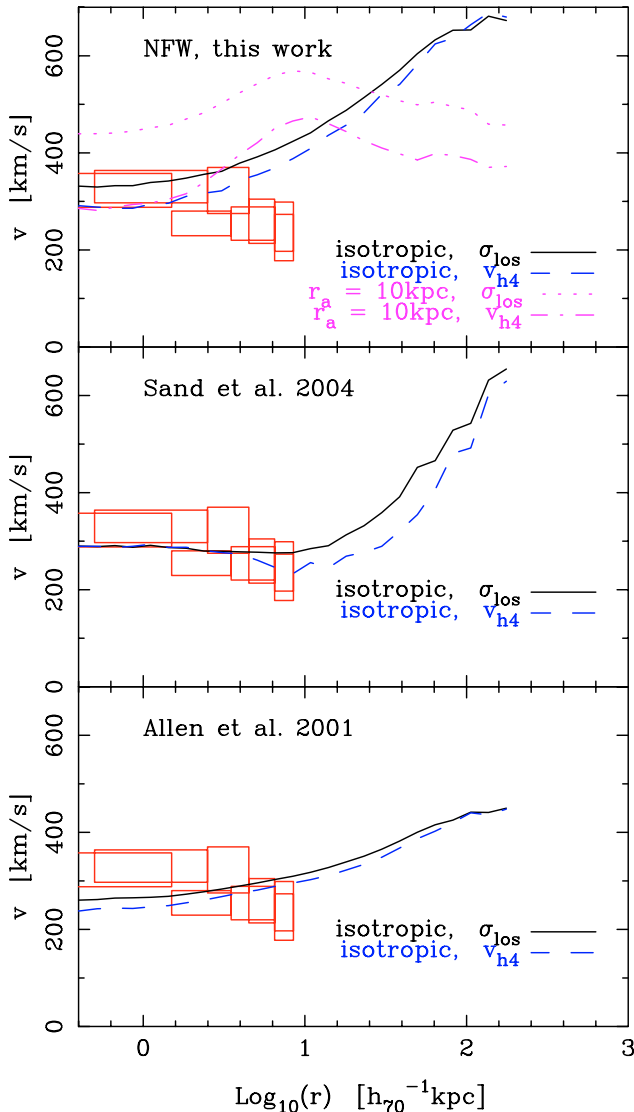 600
400
200
0
v [km/s]
NFW, this work
isotropic, σlos
isotropic, vh4
ra = 10kpc, σlos
ra = 10kpc, vh4
600
400
200
0
v [km/s]
Sand et al. 2004
isotropic, σlos
isotropic, vh4
600
400
200
0
v [km/s]
Allen et al. 2001
isotropic, σlos
isotropic, vh4
0 1 2 3
Log10(r) [h70⁻¹kpc]